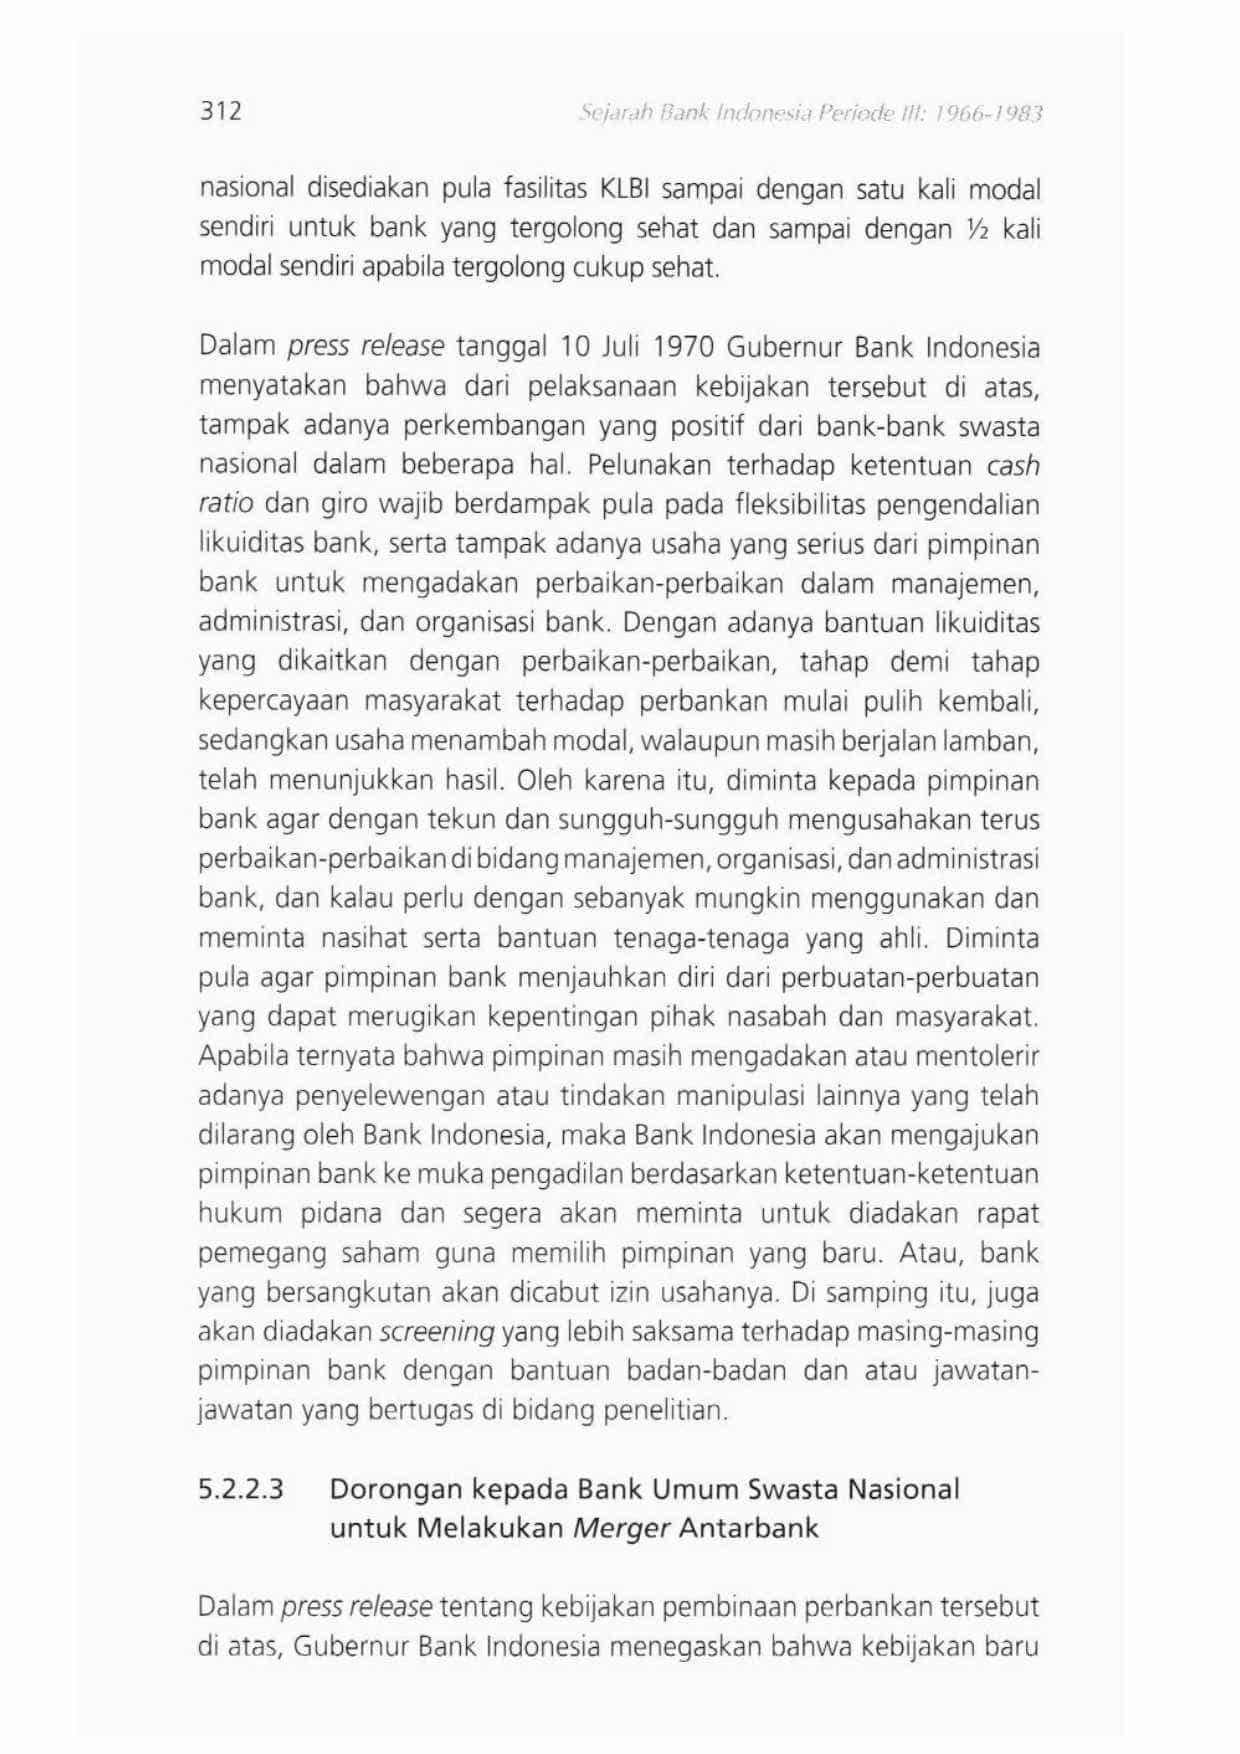 312
Sejarah Bank Indonesia Periode III: 1966-1983
nasional disediakan pula fasilitas KLBI sampai dengan satu kali modal
sendiri untuk bank yang tergolong sehat dan sampai dengan ½ kali
modal sendiri apabila tergolong cukup sehat.
Dalam press release tanggal 10 Juli 1970 Gubernur Bank Indonesia
menyatakan bahwa dari pelaksanaan kebijakan tersebut di atas,
tampak adanya perkembangan yang positif dari bank-bank swasta
nasional dalam beberapa hal. Pelunakan terhadap ketentuan cash
ratio dan giro wajib berdampak pula pada fleksibilitas pengendalian
likuiditas bank, serta tampak adanya usaha yang serius dari pimpinan
bank untuk mengadakan perbaikan-perbaikan dalam manajemen,
administrasi, dan organisasi bank. Dengan adanya bantuan likuiditas
yang dikaitkan dengan perbaikan-perbaikan, tahap demi tahap
kepercayaan masyarakat terhadap perbankan mulai pulih kembali,
sedangkan usaha menambah modal, walaupun masih berjalan lamban,
telah menunjukkan hasil. Oleh karena itu, diminta kepada pimpinan
bank agar dengan tekun dan sungguh-sungguh mengusahakan terus
perbaikan-perbaikan di bidang manajemen, organisasi, dan administrasi
bank, dan kalau perlu dengan sebanyak mungkin menggunakan dan
meminta nasihat serta bantuan tenaga-tenaga yang ahli. Diminta
pula agar pimpinan bank menjauhkan diri dari perbuatan-perbuatan
yang dapat merugikan kepentingan pihak nasabah dan masyarakat.
Apabila ternyata bahwa pimpinan masih mengadakan atau mentolerir
adanya penyelewengan atau tindakan manipulasi lainnya yang telah
dilarang oleh Bank Indonesia, maka Bank Indonesia akan mengajukan
pimpinan bank ke muka pengadilan berdasarkan ketentuan-ketentuan
hukum pidana dan segera akan meminta untuk diadakan rapat
pemegang saham guna memilih pimpinan yang baru. Atau, bank
yang bersangkutan akan dicabut izin usahanya. Di samping itu, juga
akan diadakan screening yang lebih saksama terhadap masing-masing
pimpinan bank dengan bantuan badan-badan dan atau jawatan-
jawatan yang bertugas di bidang penelitian.
5.2.2.3 Dorongan kepada Bank Umum Swasta Nasional
untuk Melakukan Merger Antarbank
Dalam press release tentang kebijakan pembinaan perbankan tersebut
di atas, Gubernur Bank Indonesia menegaskan bahwa kebijakan baru